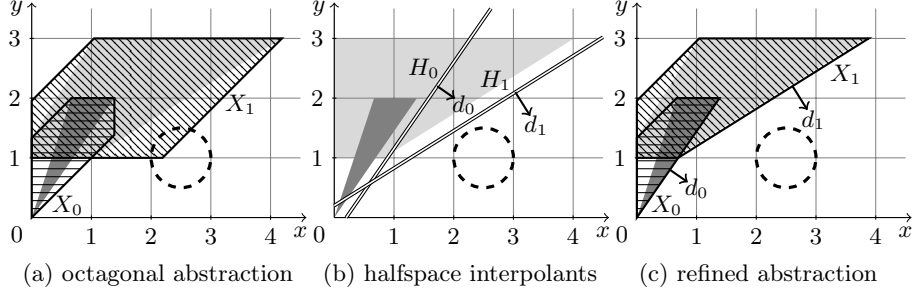 y
3
2
1
0
1
2
3
4
x
X₀
X₁
(a) octagonal abstraction
y
3
2
1
0
1
2
3
4
x
H₀
H₁
d₀
d₁
(b) halfspace interpolants
y
3
2
1
0
1
2
3
4
x
X₀
X₁
d₀
d₁
(c) refined abstraction